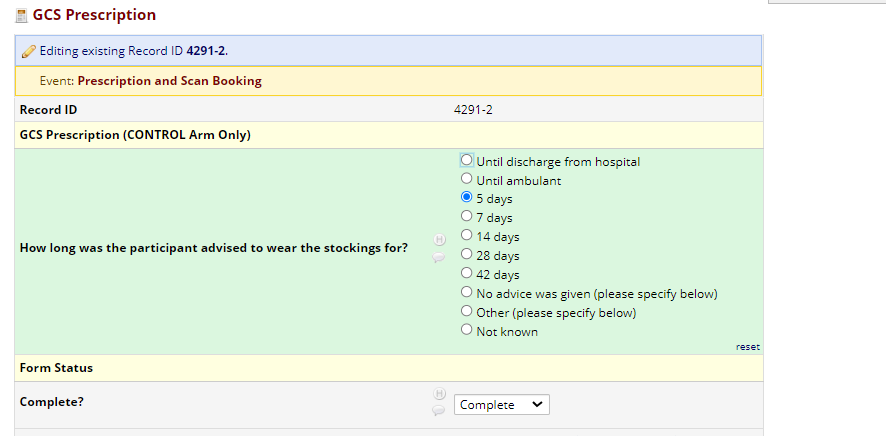 GCS Prescription
Editing existing Record ID 4291-2.
Event: Prescription and Scan Booking
Record ID 4291-2
GCS Prescription (CONTROL Arm Only)
How long was the participant advised to wear the stockings for?
H
Until discharge from hospital
Until ambulant
5 days
7 days
14 days
28 days
42 days
No advice was given (please specify below)
Other (please specify below)
Not known
reset
Form Status
Complete?
H
Complete